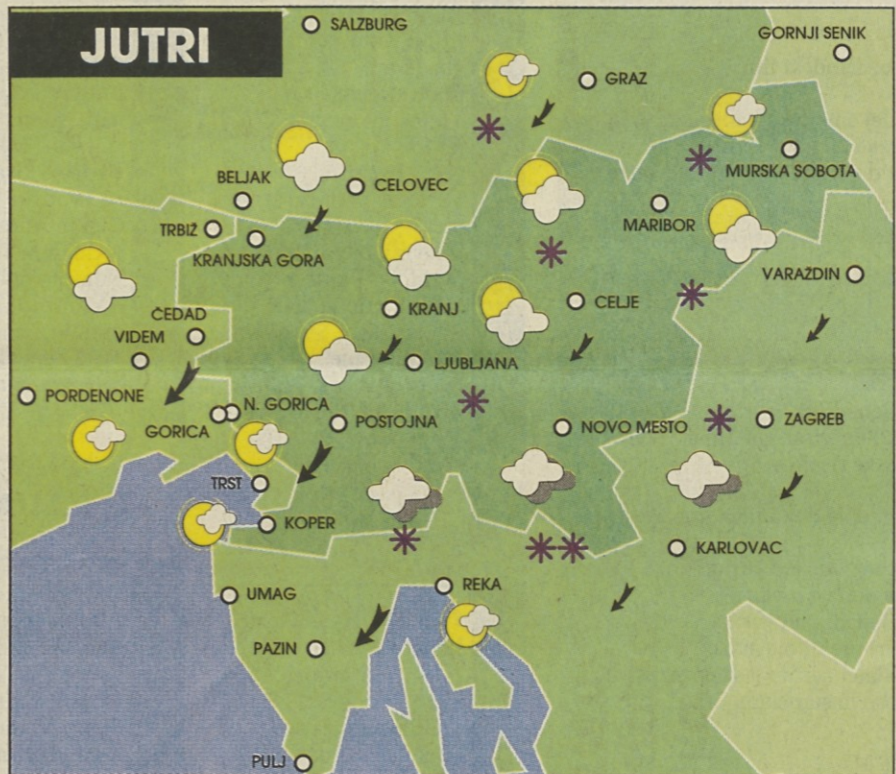 JUTRI
SALZBURG
GORNJI SENIK
GRAZ
MURSKA SOBOTA
BELJAK
CELOVEC
MARIBOR
TRBIŽ
KRANJSKA GORA
VARAŽDIN
ČEDAD
KRANJ
CELJE
VIDEM
LJUBLJANA
PORDENONE
N. GORICA
GORICA
POSTOJNA
NOVO MESTO
ZAGREB
TRST
KOPER
KARLOVAC
UMAG
REKA
PAZIN
PULJ